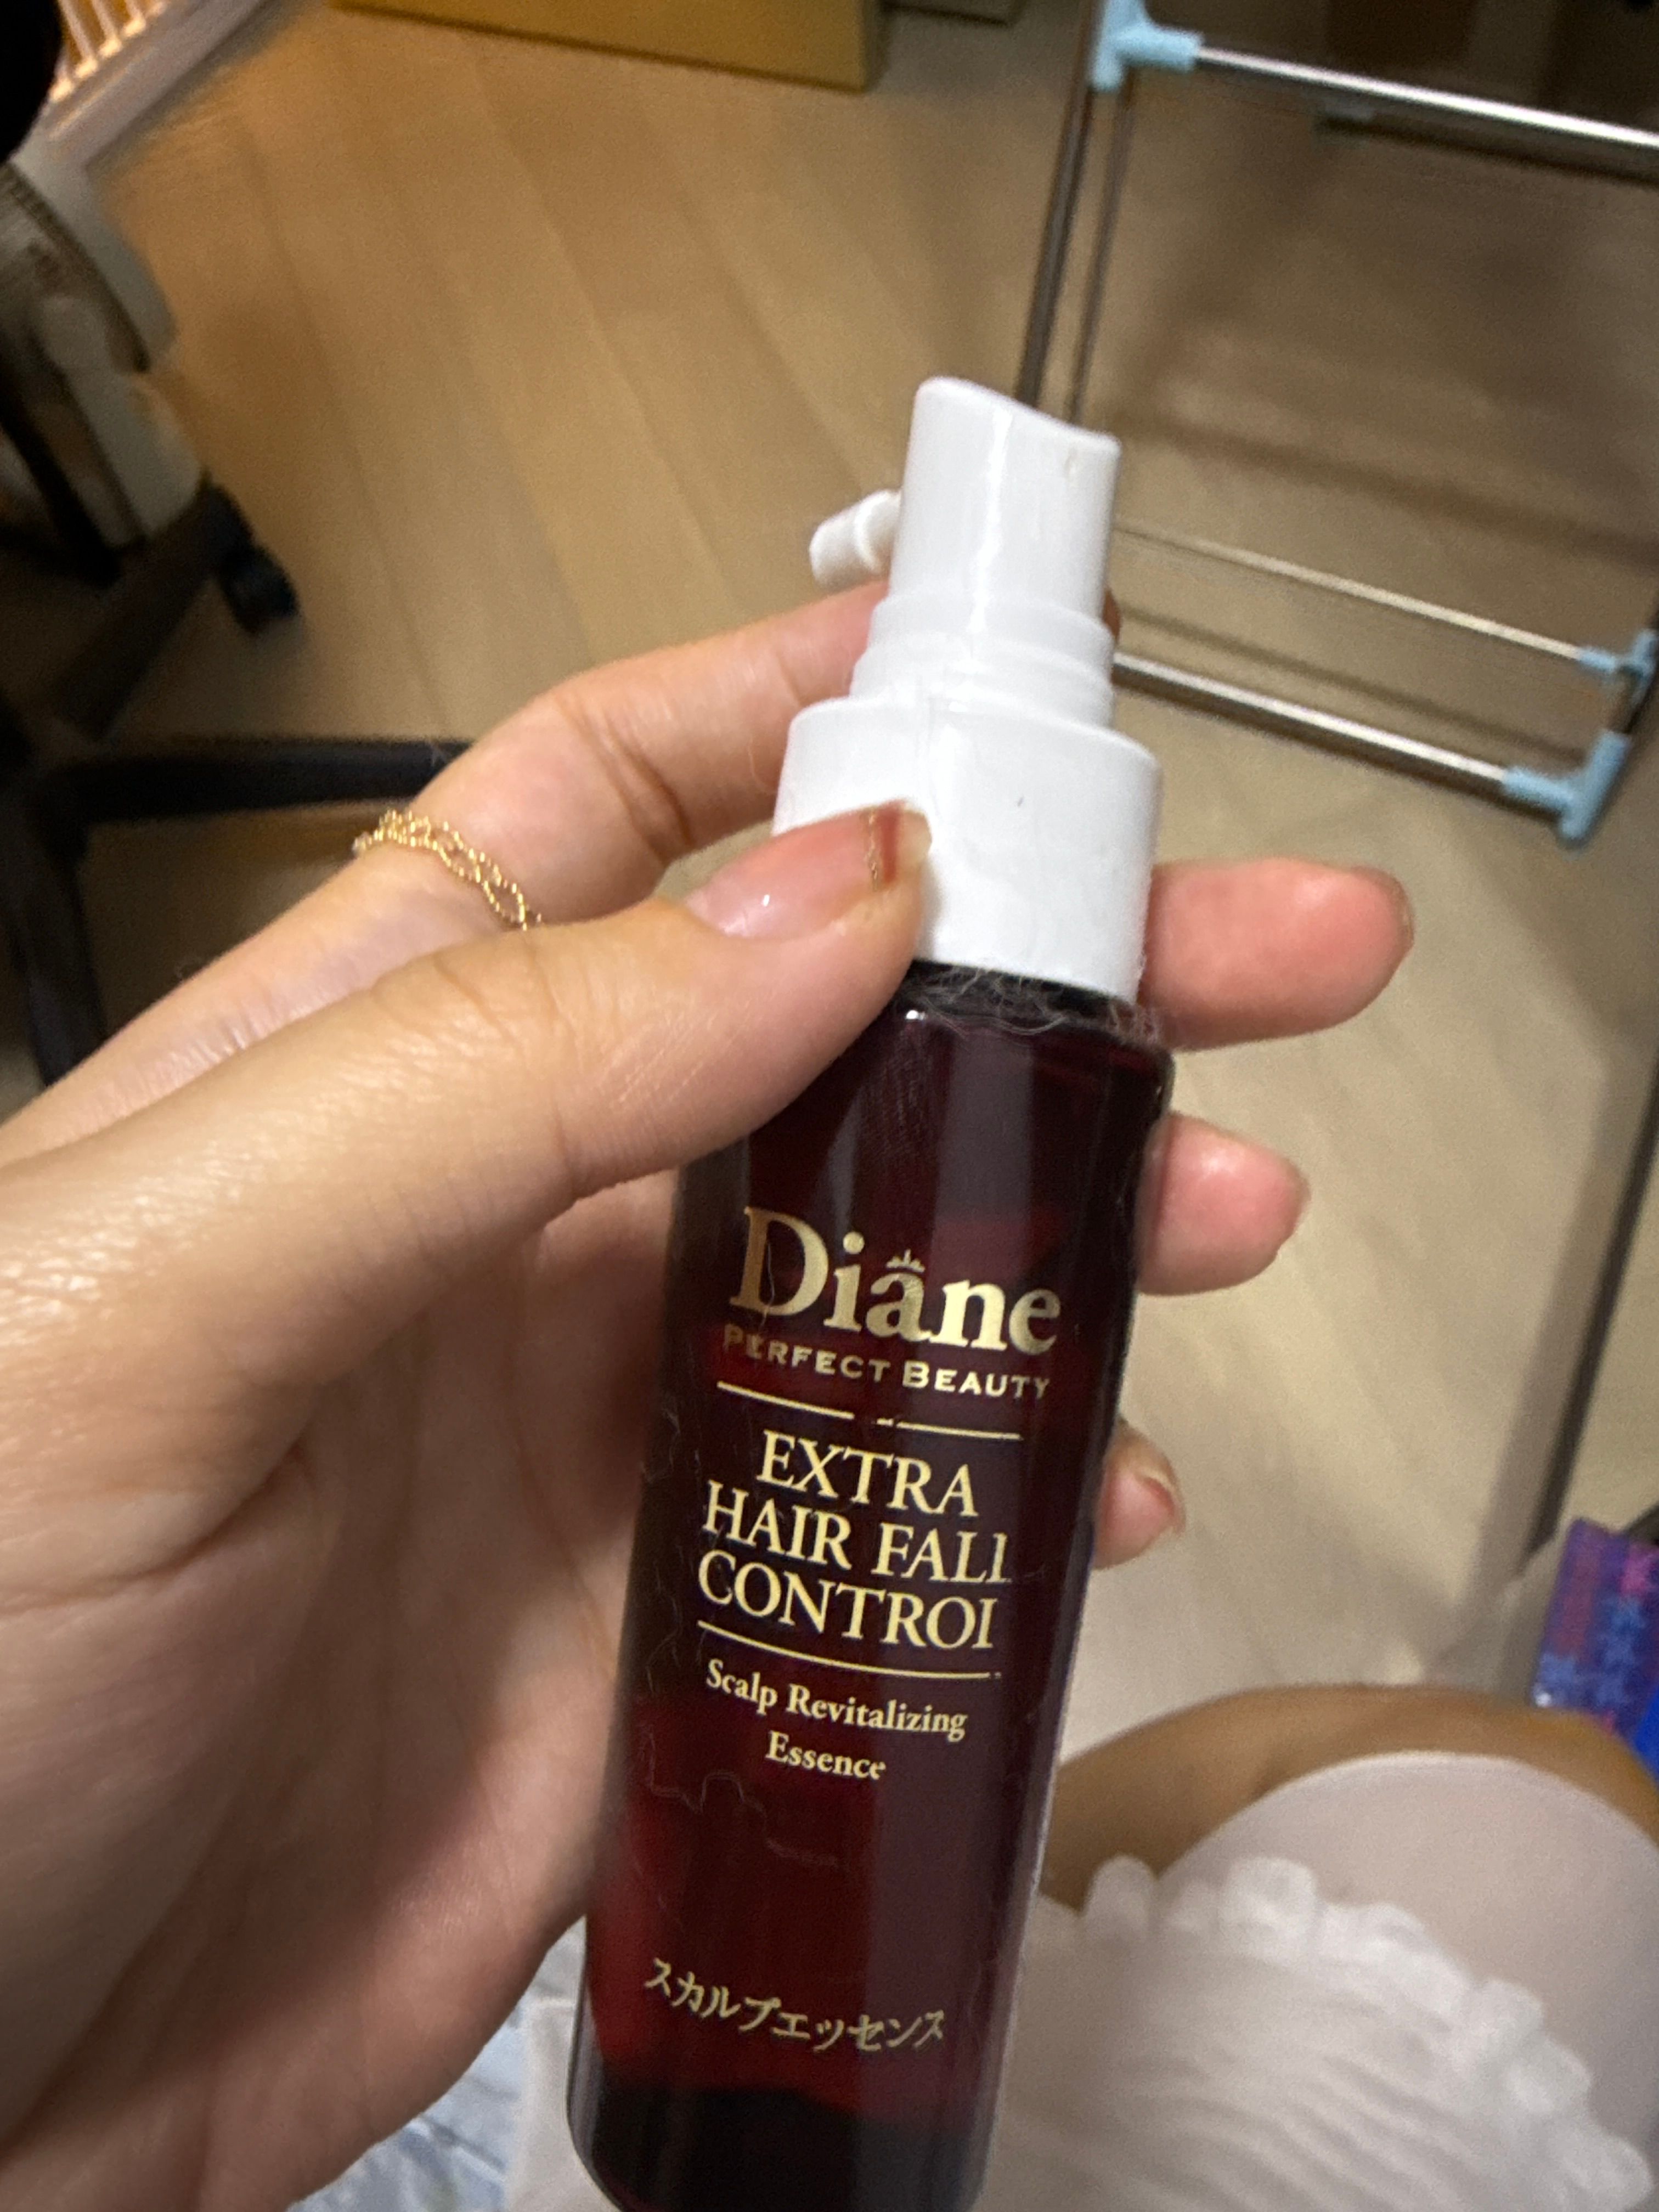 Diane
PERFECT BEAUTY
EXTRA
HAIR FALL
CONTROL
Scalp Revitalizing
Essence
スカルプエッセンス